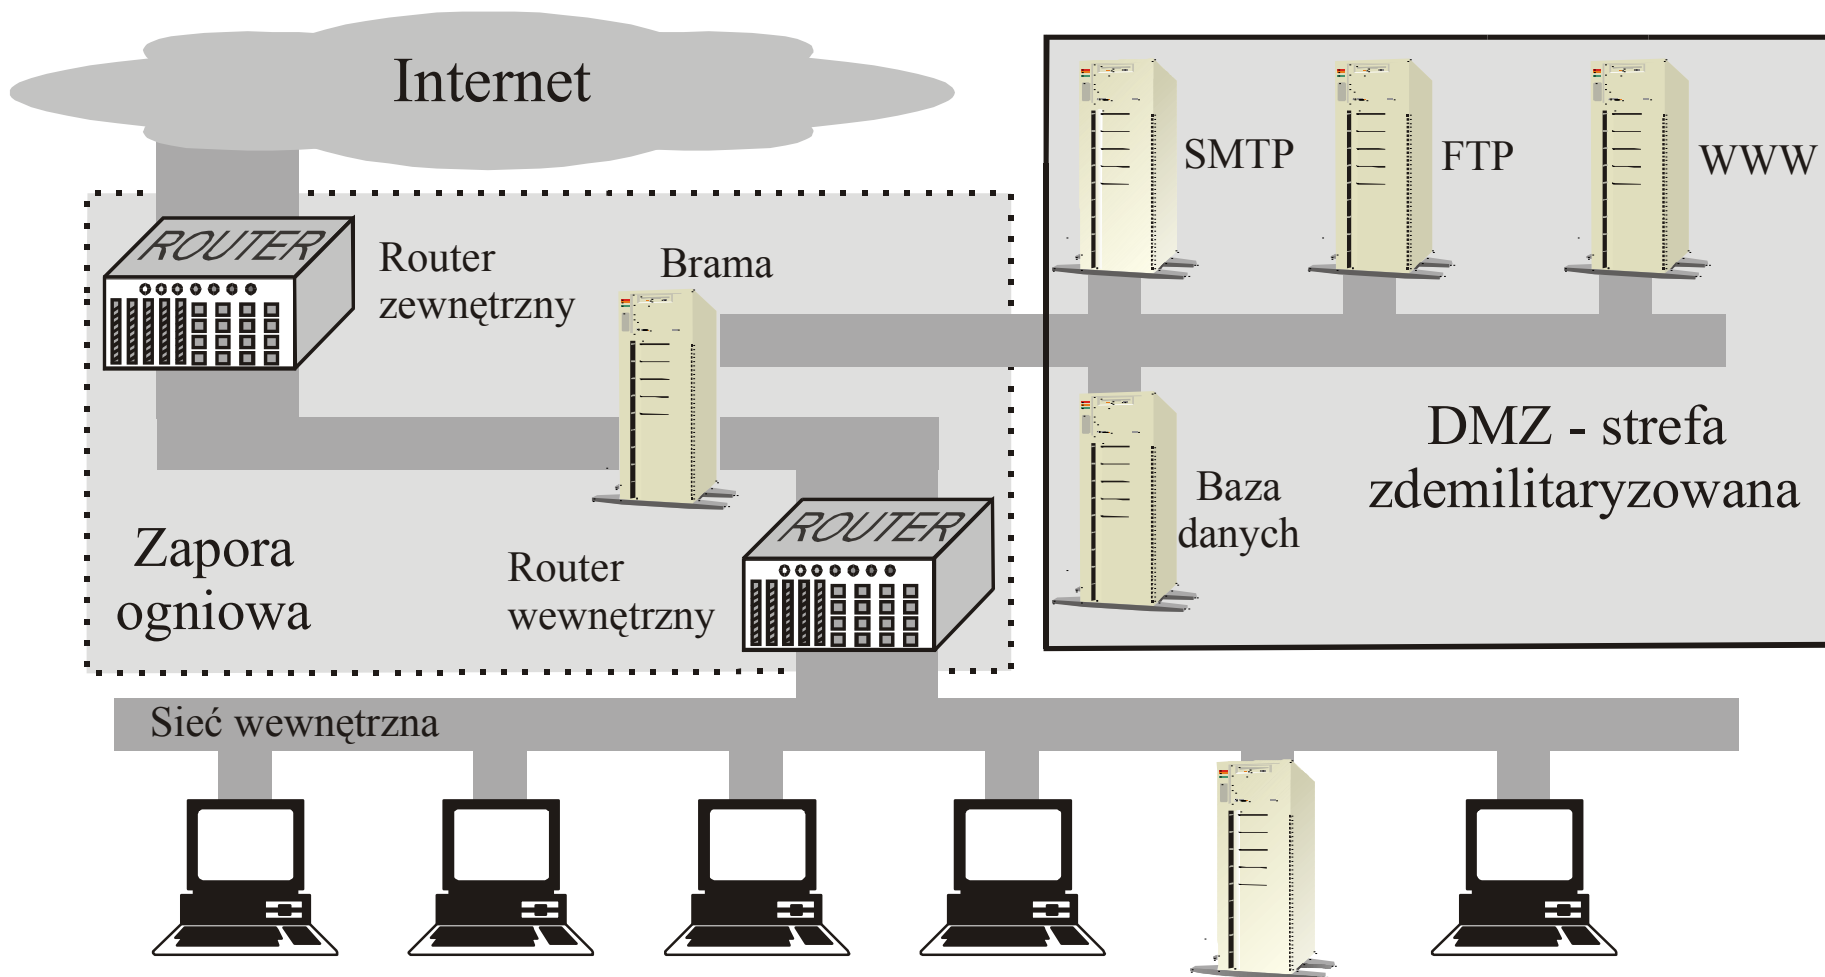 Internet
SMTP
FTP
WWW
ROUTER
Router
zewnętrzny
Brama
DMZ - strefa
zdemilitaryzowana
Baza
danych
Zapora
ogniowa
Router
wewnętrzny
ROUTER
Sieć wewnętrzna